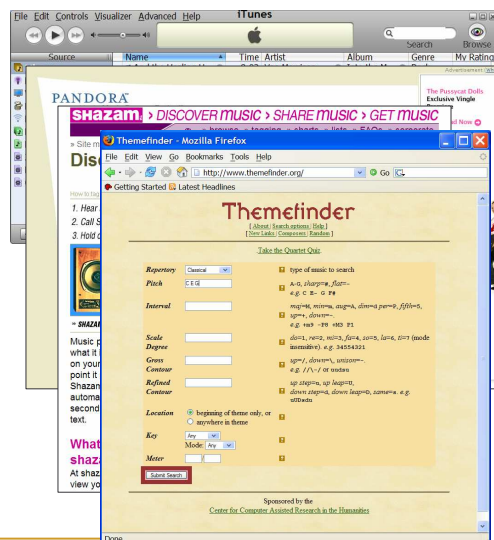 File Edit Controls Visualizer Advanced Help
iTunes
Search
Browse
Source Name Time Artist Album Genre My Rating
Advertisement
PANDORA
The Pussycat Dolls
Exclusive Vingle
ad Now
shazam. > DISCOVER MUSIC > SHARE MUSIC > GET MUSIC
» Site m
Dis
How to tag
1. Hear
2. Call S
3. Hold
» SHAZAM
Music p
what it i
on your
point it
Shazam
automa
second
text.
What
shaz
At shaz
view yo
Themefinder - Mozilla Firefox
File Edit View Go Bookmarks Tools Help
http://www.themefinder.org/
Go
Getting Started Latest Headlines
Themefinder
[ About | Search options | Help ]
[ New Links | Composers | Random ]
Take the Quartet Quiz
Repertory Classical type of music to search
Pitch C E G A-G, sharp=#, flat=-
e.g. C E- G F#
Interval maj=M, min=m, aug=A, dim=d per=P, fifth=5,
up=+, down=-.
e.g. +m3 -P8 +M3 P1
Scale
Degree
do=1, re=2, mi=3, fa=4, so=5, la=6, ti=7 (mode
insensitive). e.g. 34554321
Gross
Contour
up=/, down=\, unison=-.
e.g. //\-/ or uudsu
Refined
Contour
up step=u, up leap=U,
down step=d, down leap=D, same=s. e.g.
uUDsdn
Location beginning of theme only, or
anywhere in theme
Key Any
Mode: Any
Meter /
Submit Search
Sponsored by the
Center for Computer Assisted Research in the Humanities
Done